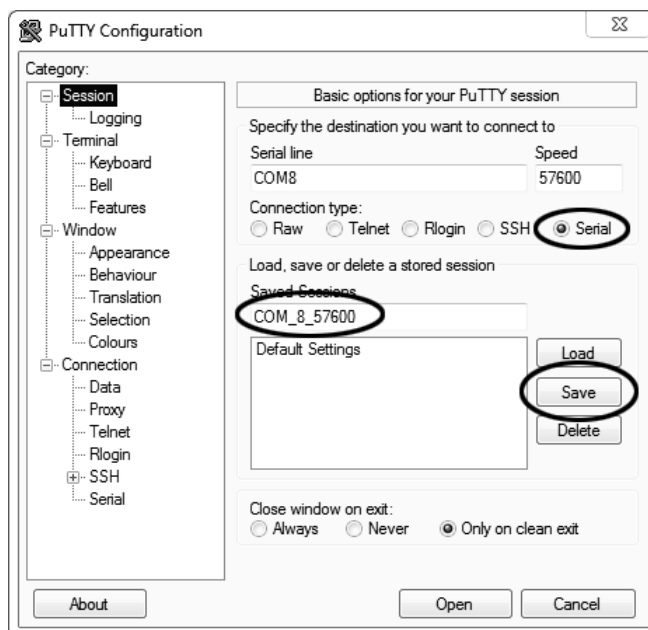 PuTTY Configuration
Category:
Session
Logging
Terminal
Keyboard
Bell
Features
Window
Appearance
Behaviour
Translation
Selection
Colours
Connection
Data
Proxy
Telnet
Rlogin
SSH
Serial
Basic options for your PuTTY session
Specify the destination you want to connect to
Serial line Speed
COM8 57600
Connection type:
Raw Telnet Rlogin SSH Serial
Load, save or delete a stored session
Saved Sessions
COM_8_57600
Default Settings
Load
Save
Delete
Close window on exit:
Always Never Only on clean exit
About Open Cancel